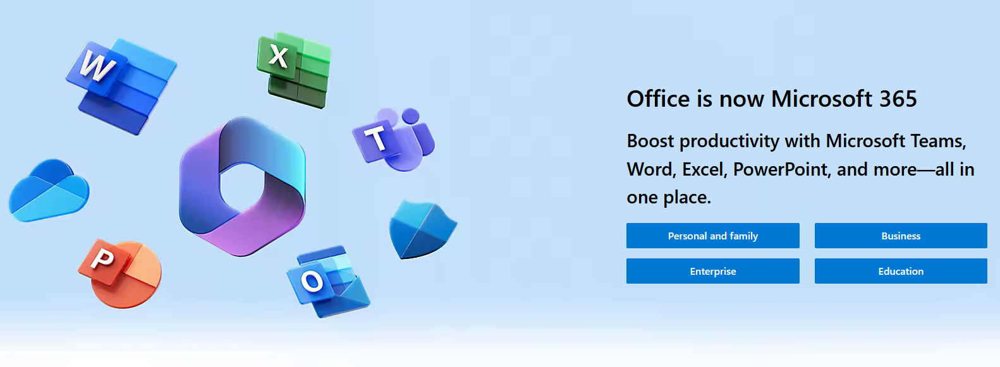 W
X
T
P
O
Office is now Microsoft 365
Boost productivity with Microsoft Teams,
Word, Excel, PowerPoint, and more—all in
one place.
Personal and family
Business
Enterprise
Education